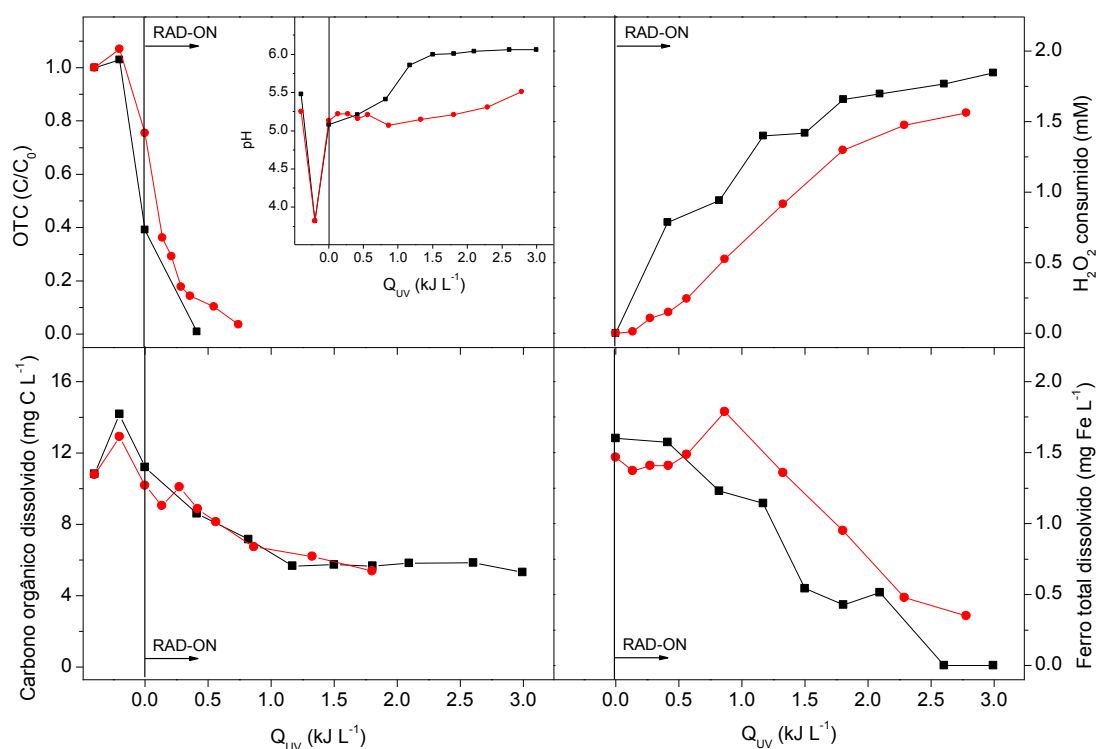 RAD-ON
1.0
0.8
0.6
0.4
0.2
0.0
OTC (C/C₀)
6.0
5.5
5.0
4.5
4.0
pH
0.0 0.5 1.0 1.5 2.0 2.5 3.0
Q_UV (kJ L⁻¹)
RAD-ON
2.0
1.5
1.0
0.5
0.0
H₂O₂ consumido (mM)
16
12
8
4
0
Carbono orgânico dissolvido (mg C L⁻¹)
RAD-ON
0.0 0.5 1.0 1.5 2.0 2.5 3.0
Q_UV (kJ L⁻¹)
2.0
1.5
1.0
0.5
0.0
Ferro total dissolvido (mg Fe L⁻¹)
RAD-ON
0.0 0.5 1.0 1.5 2.0 2.5 3.0
Q_UV (kJ L⁻¹)